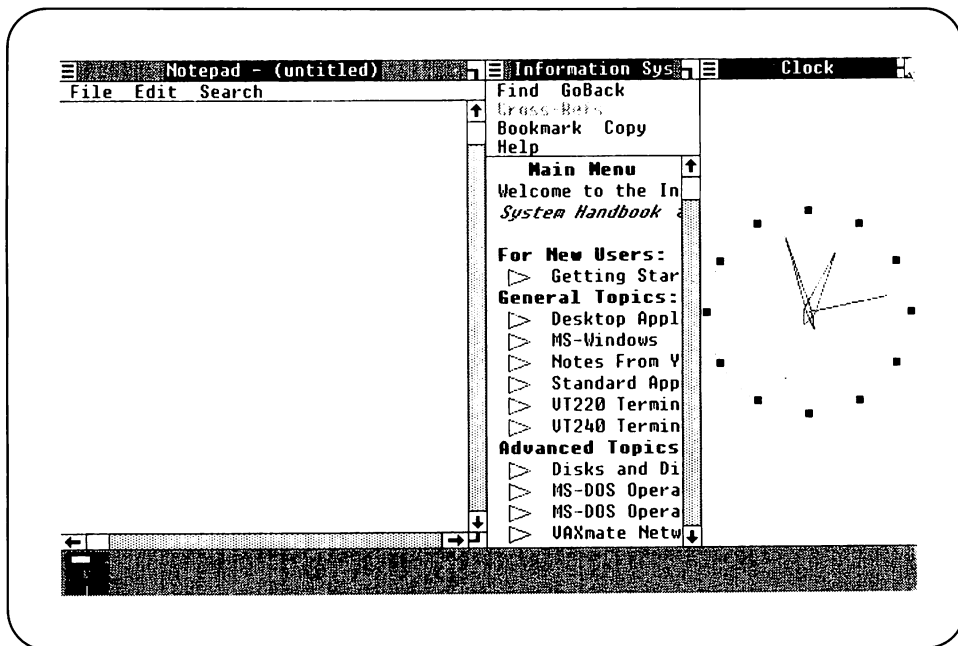 Notepad - (untitled)
File Edit Search
Information Sys
Find GoBack
Cross-Refs
Bookmark Copy
Help
Main Menu
Welcome to the In
System Handbook a
For New Users:
Getting Star
General Topics:
Desktop Appl
MS-Windows
Notes From Y
Standard App
VT220 Termin
VT240 Termin
Advanced Topics
Disks and Di
MS-DOS Opera
MS-DOS Opera
VAXmate Netw
Clock